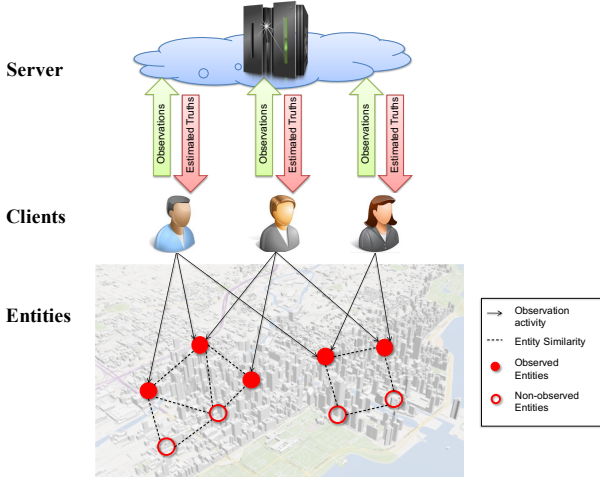 Server
Observations
Estimated Truths
Observations
Estimated Truths
Observations
Estimated Truths
Clients
Entities
Observation
activity
Entity Similarity
Observed
Entities
Non-observed
Entities